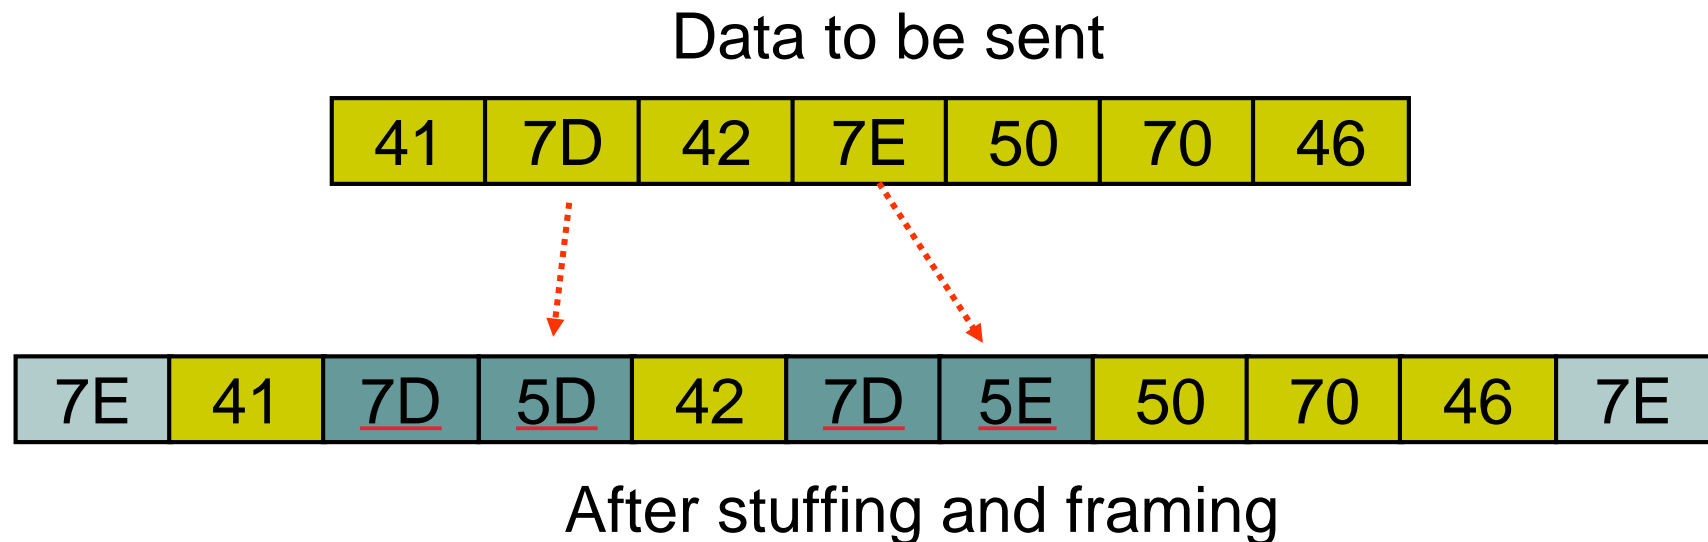 Data to be sent
41 7D 42 7E 50 70 46
7E 41 7D 5D 42 7D 5E 50 70 46 7E
After stuffing and framing